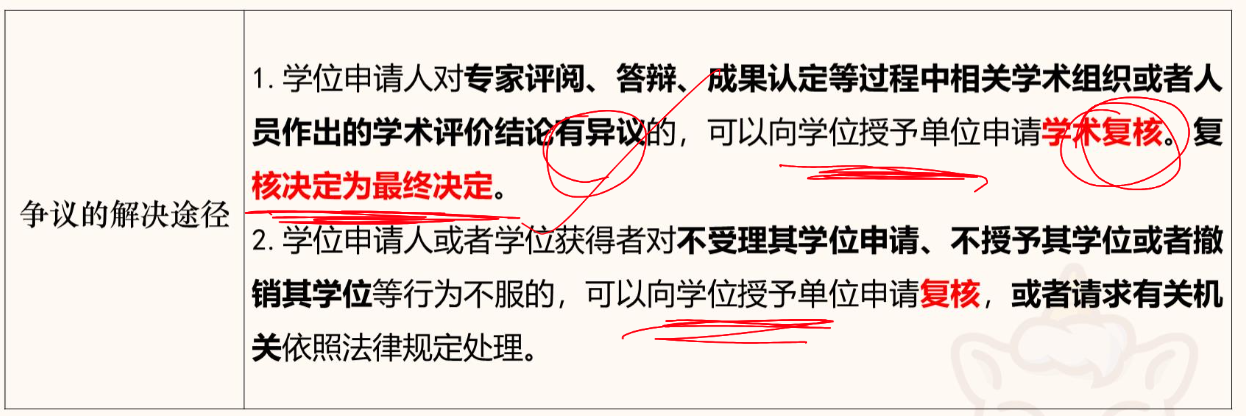 争议的解决途径
1. 学位申请人对专家评阅、答辩、成果认定等过程中相关学术组织或者人
员作出的学术评价结论有异议的，可以向学位授予单位申请学术复核。复
核决定为最终决定。
2. 学位申请人或者学位获得者对不受理其学位申请、不授予其学位或者撤
销其学位等行为不服的，可以向学位授予单位申请复核，或者请求有关机
关依照法律规定处理。